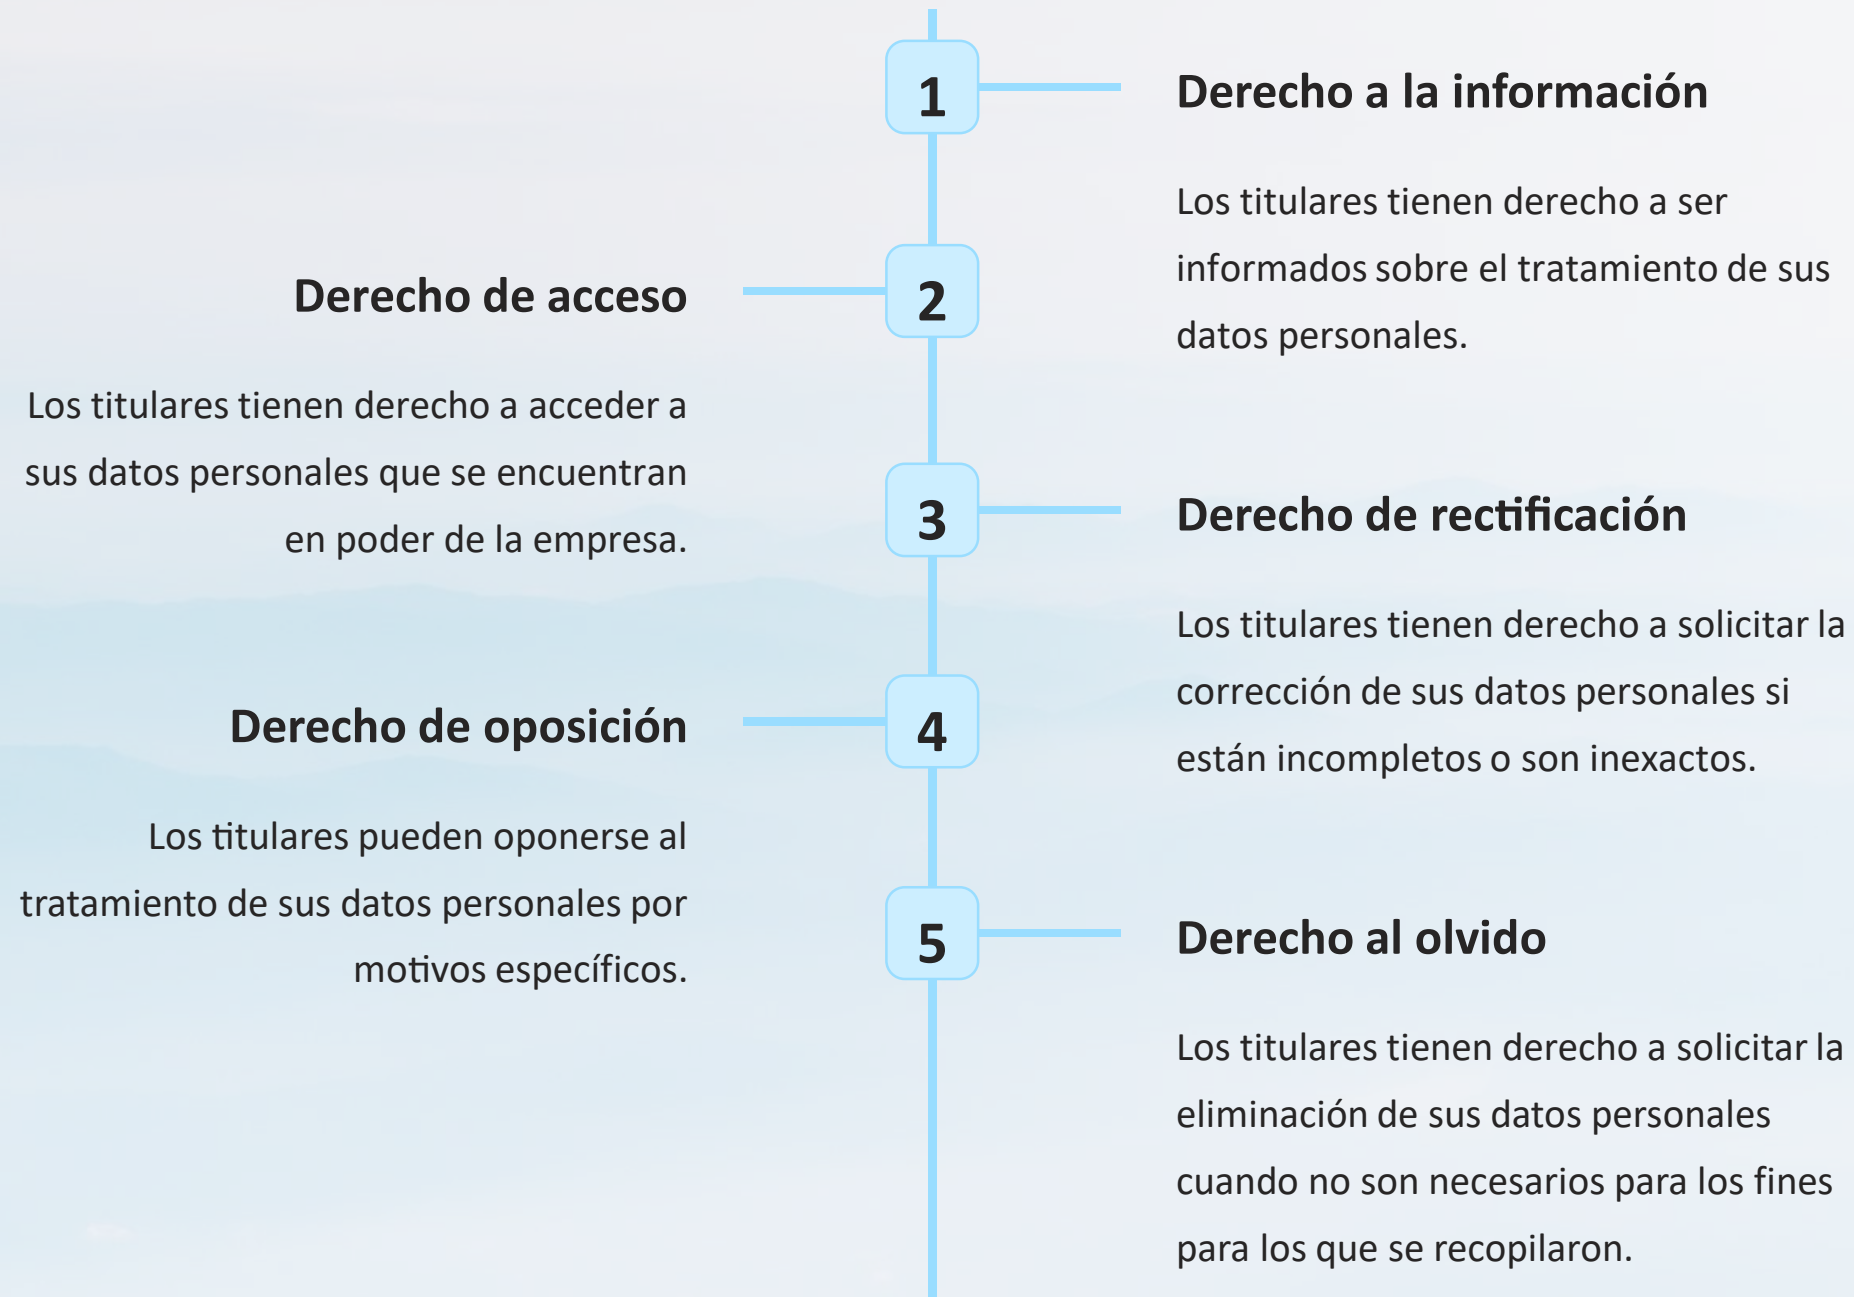 1
Derecho a la información
Los titulares tienen derecho a ser
informados sobre el tratamiento de sus
datos personales.
2
Derecho de acceso
Los titulares tienen derecho a acceder a
sus datos personales que se encuentran
en poder de la empresa.
3
Derecho de rectificación
Los titulares tienen derecho a solicitar la
corrección de sus datos personales si
están incompletos o son inexactos.
4
Derecho de oposición
Los titulares pueden oponerse al
tratamiento de sus datos personales por
motivos específicos.
5
Derecho al olvido
Los titulares tienen derecho a solicitar la
eliminación de sus datos personales
cuando no son necesarios para los fines
para los que se recopilaron.